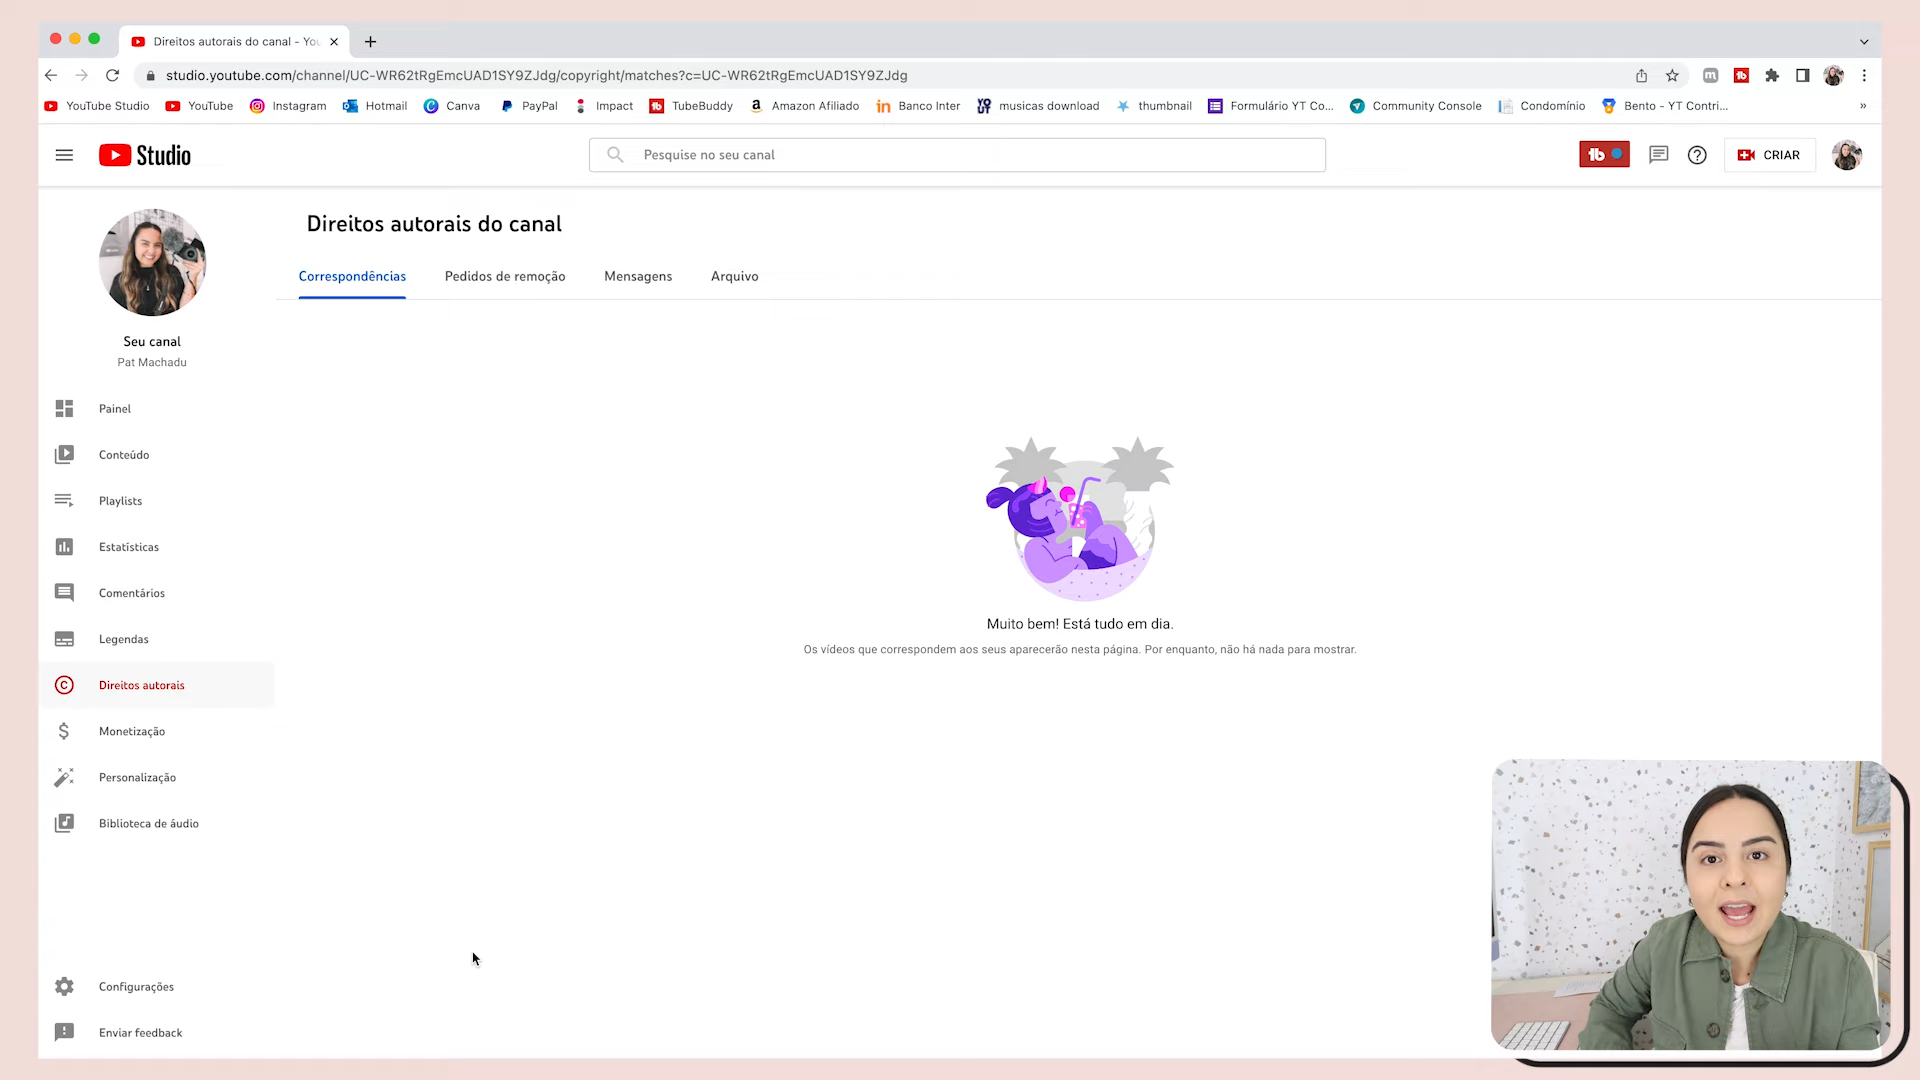 Direitos autorais do canal - You
studio.youtube.com/channel/UC-WR62tRgEmcUAD1SY9ZJdg/copyright/matches?c=UC-WR62tRgEmcUAD1SY9ZJdg
YouTube Studio YouTube Instagram Hotmail Canva PayPal Impact TubeBuddy Amazon Afiliado Banco Inter musicas download thumbnail Formulário YT Co... Community Console Condomínio Bento - YT Contri... »
Studio
Pesquise no seu canal
CRIAR
Direitos autorais do canal
Correspondências Pedidos de remoção Mensagens Arquivo
Seu canal
Pat Machadu
Painel
Conteúdo
Playlists
Estatísticas
Comentários
Legendas
Direitos autorais
Monetização
Personalização
Biblioteca de áudio
Configurações
Enviar feedback
Muito bem! Está tudo em dia.
Os vídeos que correspondem aos seus aparecerão nesta página. Por enquanto, não há nada para mostrar.